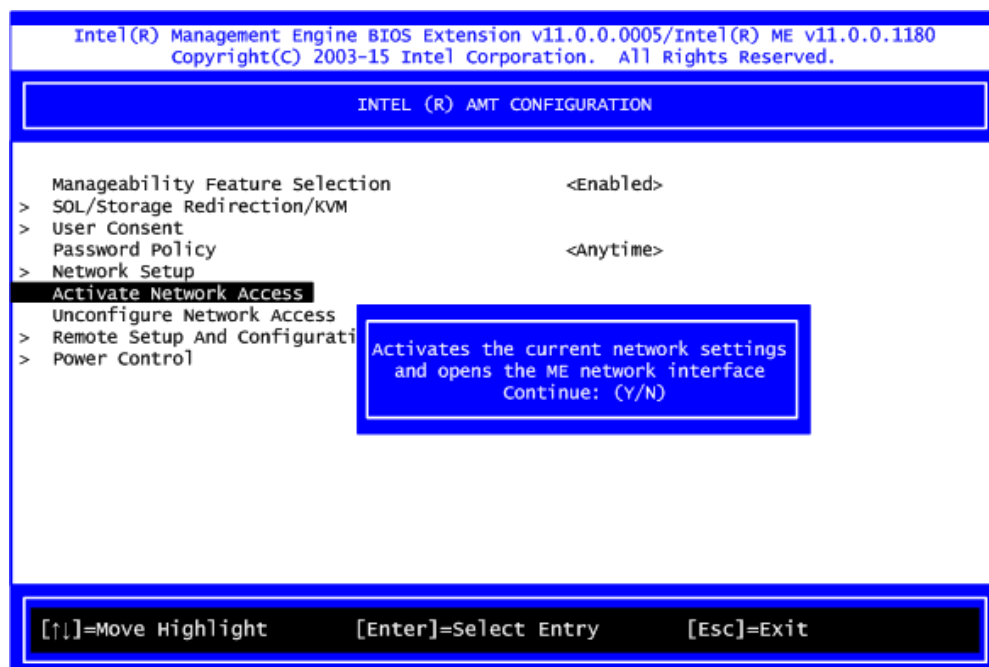 Intel(R) Management Engine BIOS Extension v11.0.0.0005/Intel(R) ME v11.0.0.1180
Copyright(C) 2003-15 Intel Corporation. All Rights Reserved.
INTEL (R) AMT CONFIGURATION
Manageability Feature Selection <Enabled>
> SOL/Storage Redirection/KVM
> User Consent
Password Policy <Anytime>
> Network Setup
Activate Network Access
Unconfigure Network Access
> Remote Setup And Configurati
> Power Control
Activates the current network settings
and opens the ME network interface
Continue: (Y/N)
[↑↓]=Move Highlight [Enter]=Select Entry [Esc]=Exit